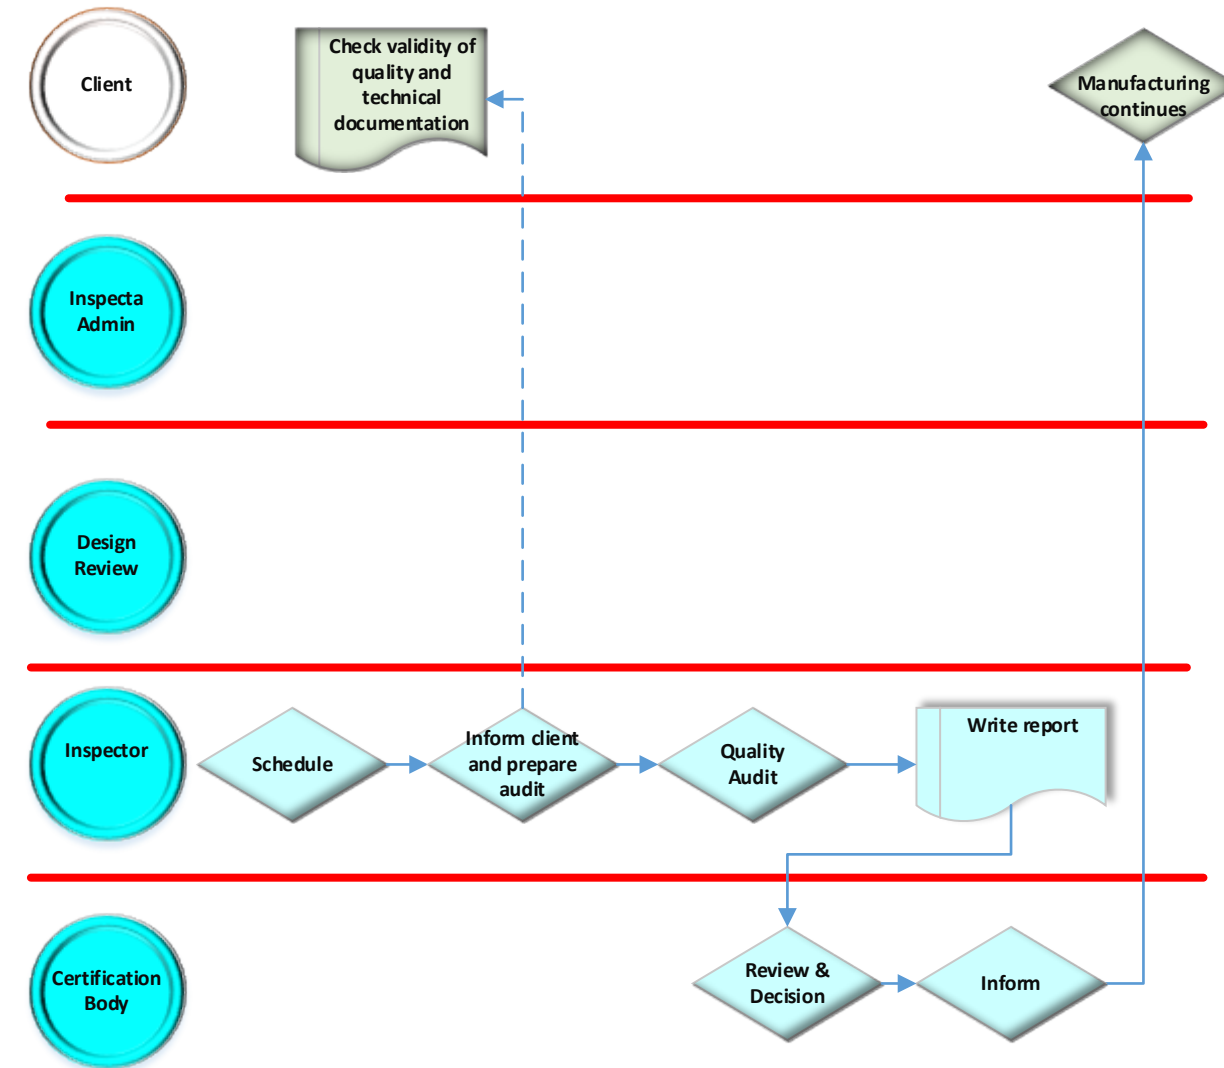 Client
Check validity of
quality and
technical
documentation
Manufacturing
continues
Inspecta
Admin
Design
Review
Inspector
Schedule
Inform client
and prepare
audit
Quality
Audit
Write report
Certification
Body
Review &
Decision
Inform